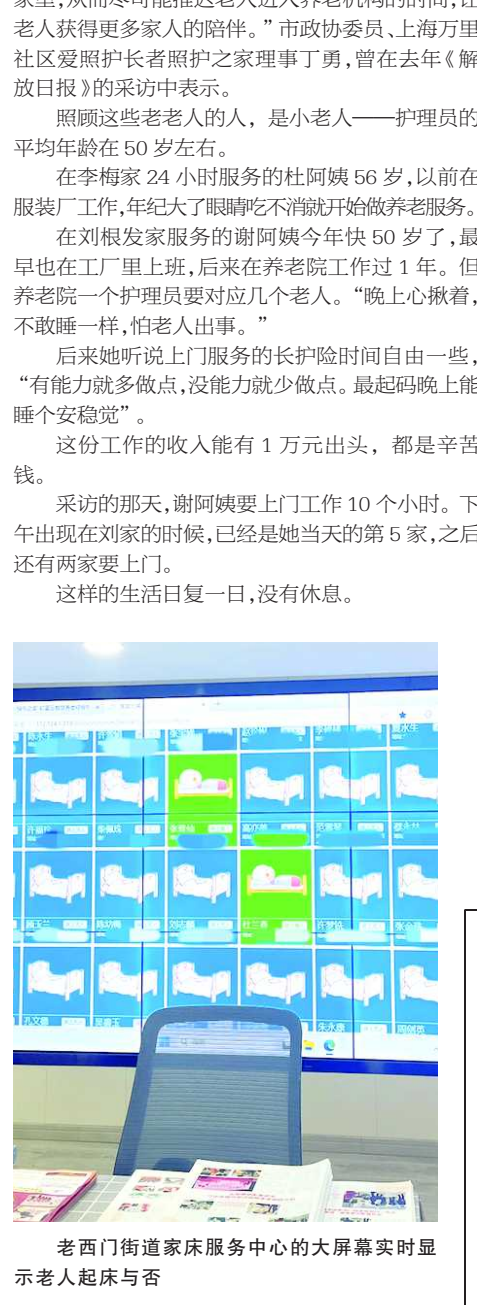 家里，从而尽可能推迟老人进入养老机构的时间，让
老人获得更多家人的陪伴。”市政协委员、上海万里
社区爱照护长者照护之家理事丁勇，曾在去年《解
放日报》的采访中表示。
照顾这些老老人的人，是小老人——护理员的
平均年龄在 50 岁左右。
在李梅家 24 小时服务的杜阿姨 56 岁，以前在
服装厂工作，年纪大了眼睛吃不消就开始做养老服务。
在刘根发家服务的谢阿姨今年快 50 岁了，最
早也在工厂里上班，后来在养老院工作过 1 年。但
养老院一个护理员要对应几个老人。“晚上心揪着，
不敢睡一样，怕老人出事。”
后来她听说上门服务的长护险时间自由一些，
“有能力就多做点，没能力就少做点。最起码晚上能
睡个安稳觉”。
这份工作的收入能有 1 万元出头，都是辛苦
钱。
采访的那天，谢阿姨要上门工作 10 个小时。下
午出现在刘家的时候，已经是她当天的第 5 家，之后
还有两家要上门。
这样的生活日复一日，没有休息。
老西门街道家床服务中心的大屏幕实时显
示老人起床与否